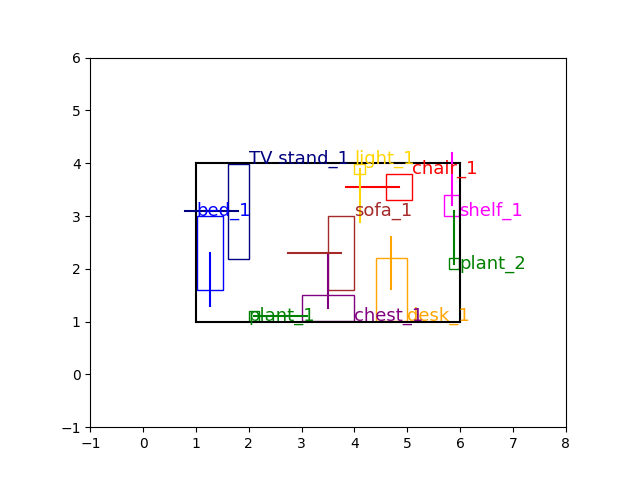 6
5
4
3
2
1
0
−1
−1 0 1 2 3 4 5 6 7 8
TV stand_1
light_1
chair_1
bed_1
sofa_1
shelf_1
plant_2
plant_1
chest_1
desk_1